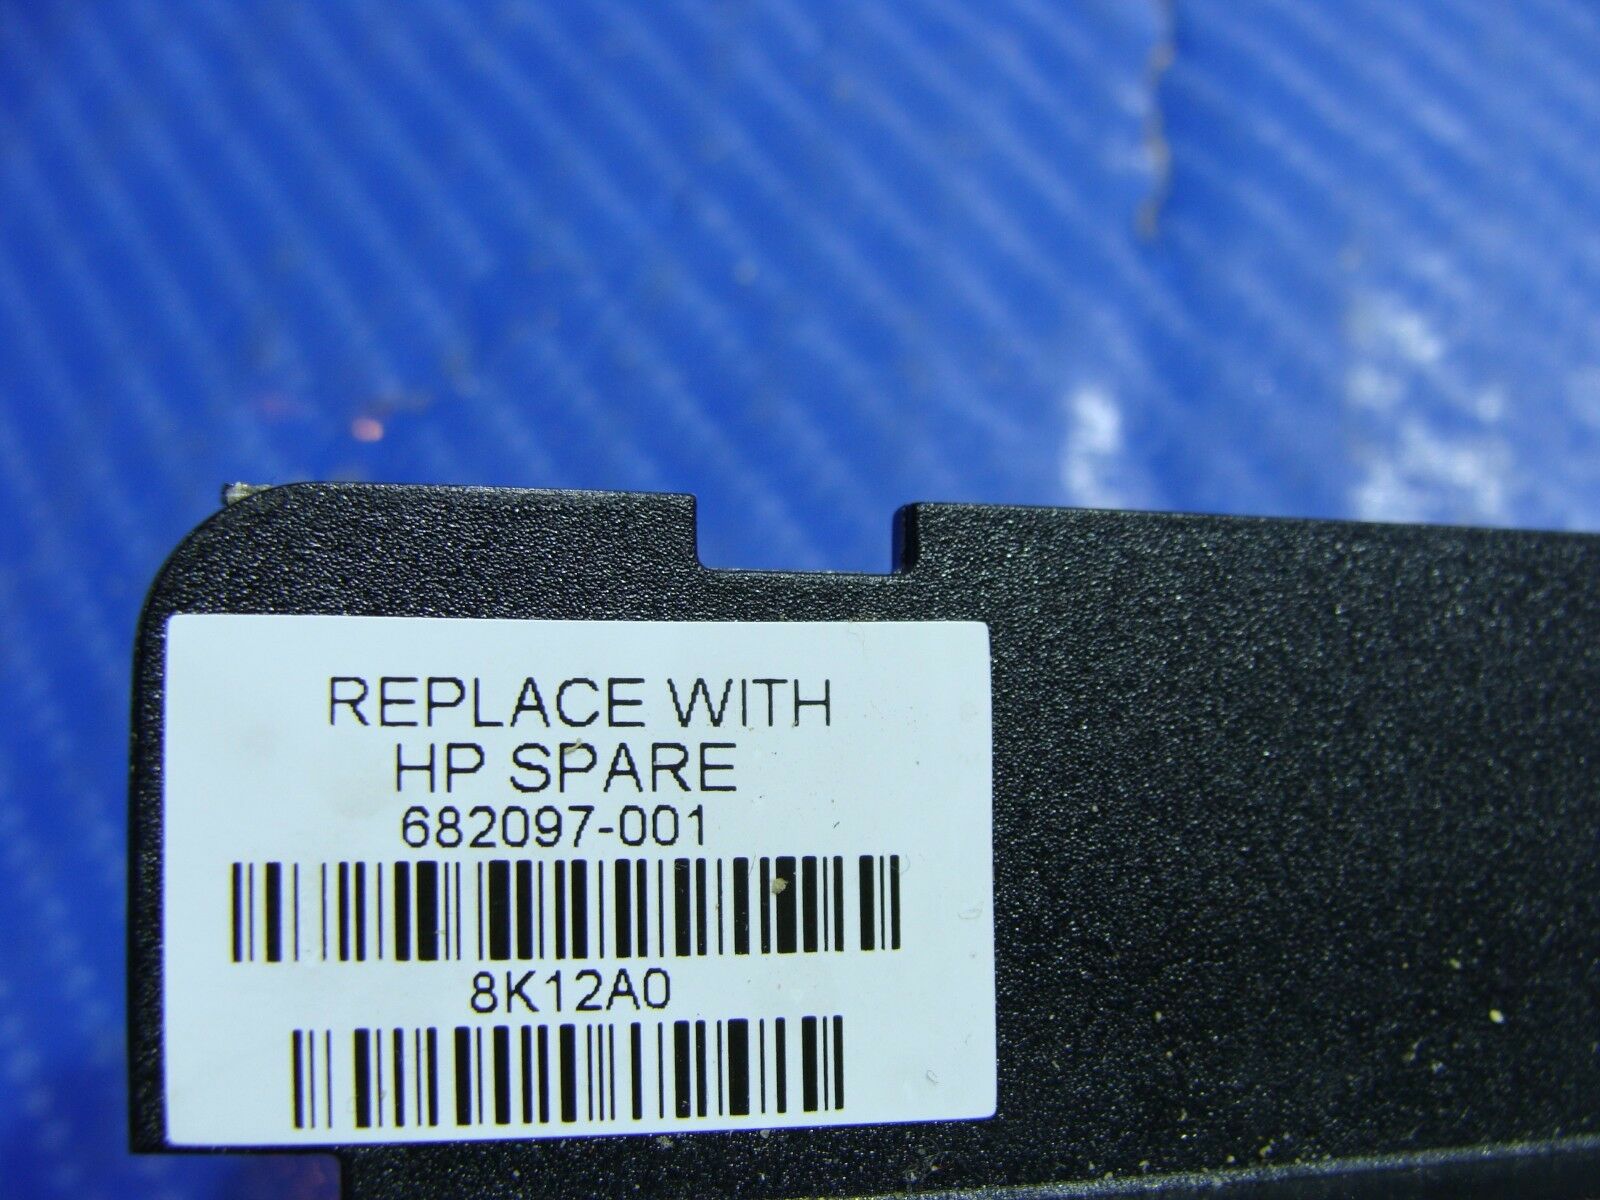 REPLACE WITH
HP SPARE
682097-001
8K12A0